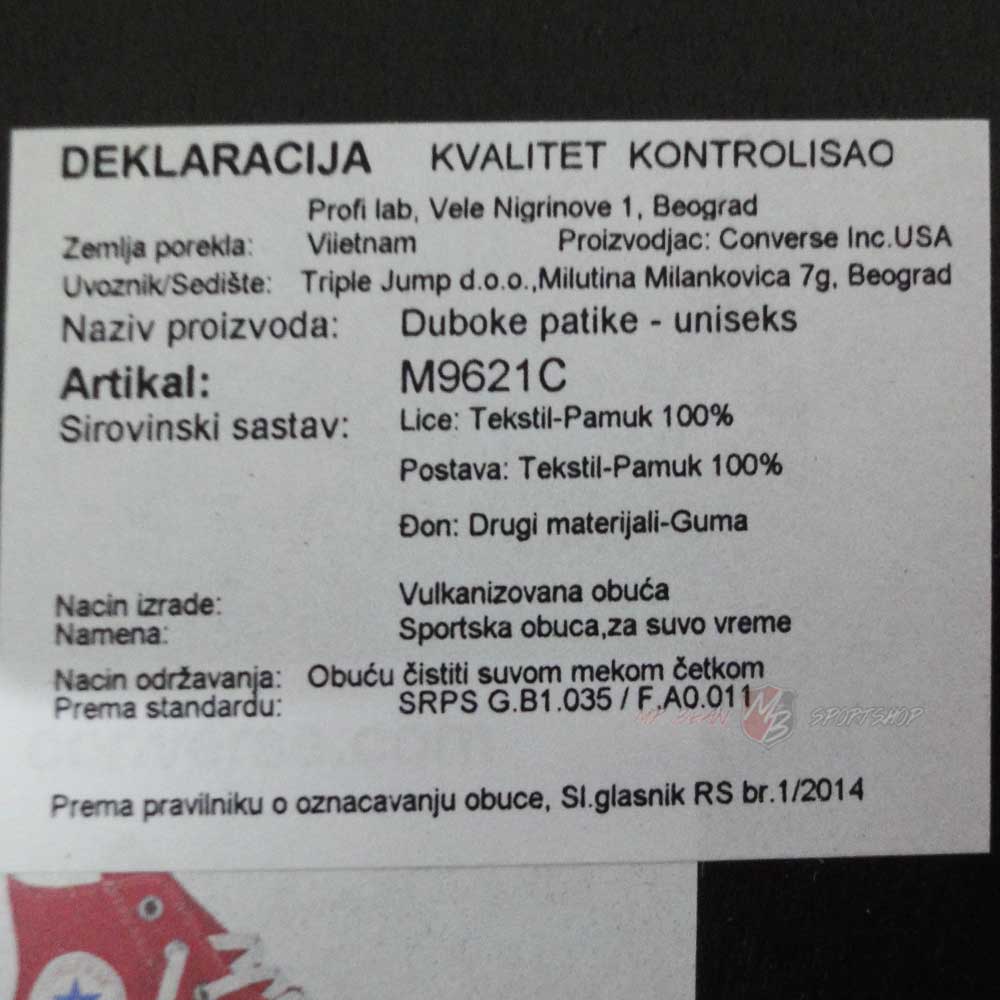 DEKLARACIJA KVALITET KONTROLISAO
Profi lab, Vele Nigrinove 1, Beograd
Zemlja porekla: Viietnam Proizvodjac: Converse Inc.USA
Uvoznik/Sedište: Triple Jump d.o.o.,Milutina Milankovica 7g, Beograd
Naziv proizvoda: Duboke patike - uniseks
Artikal: M9621C
Sirovinski sastav: Lice: Tekstil-Pamuk 100%
Postava: Tekstil-Pamuk 100%
Đon: Drugi materijali-Guma
Nacin izrade: Vulkanizovana obuća
Namena: Sportska obuca,za suvo vreme
Nacin održavanja: Obuću čistiti suvom mekom četkom
Prema standardu: SRPS G.B1.035 / F.A0.011
MB SPORTSHOP
Prema pravilniku o oznacavanju obuce, Sl.glasnik RS br.1/2014